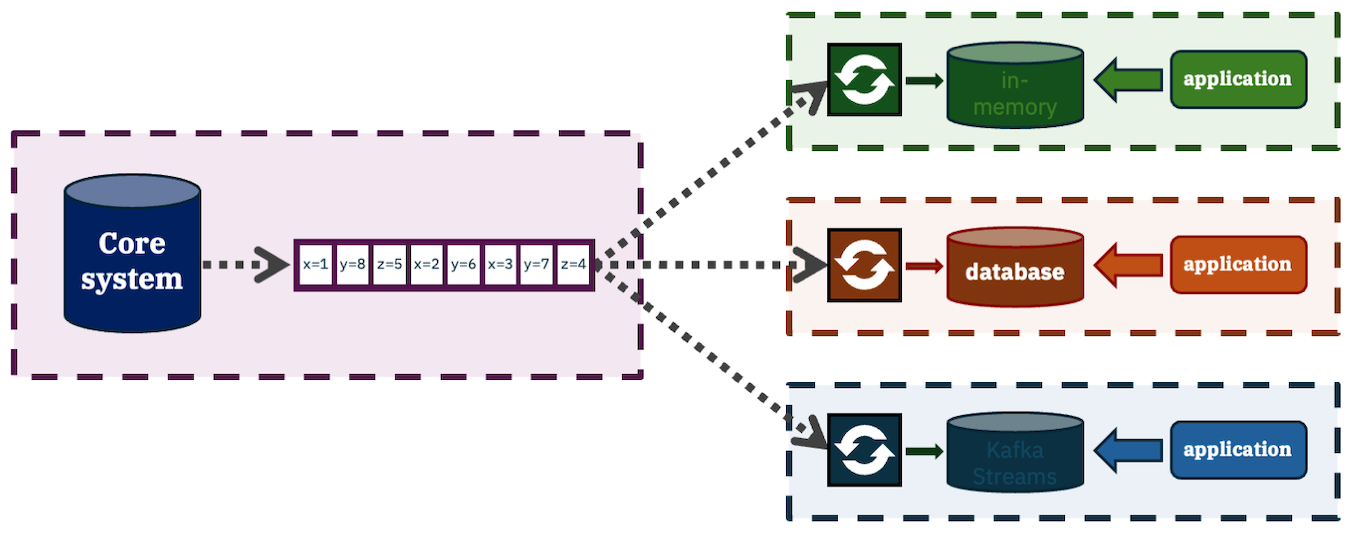 Core
system
x=1 y=8 z=5 x=2 y=6 x=3 y=7 z=4
in-
memory
application
database
application
Kafka
Streams
application